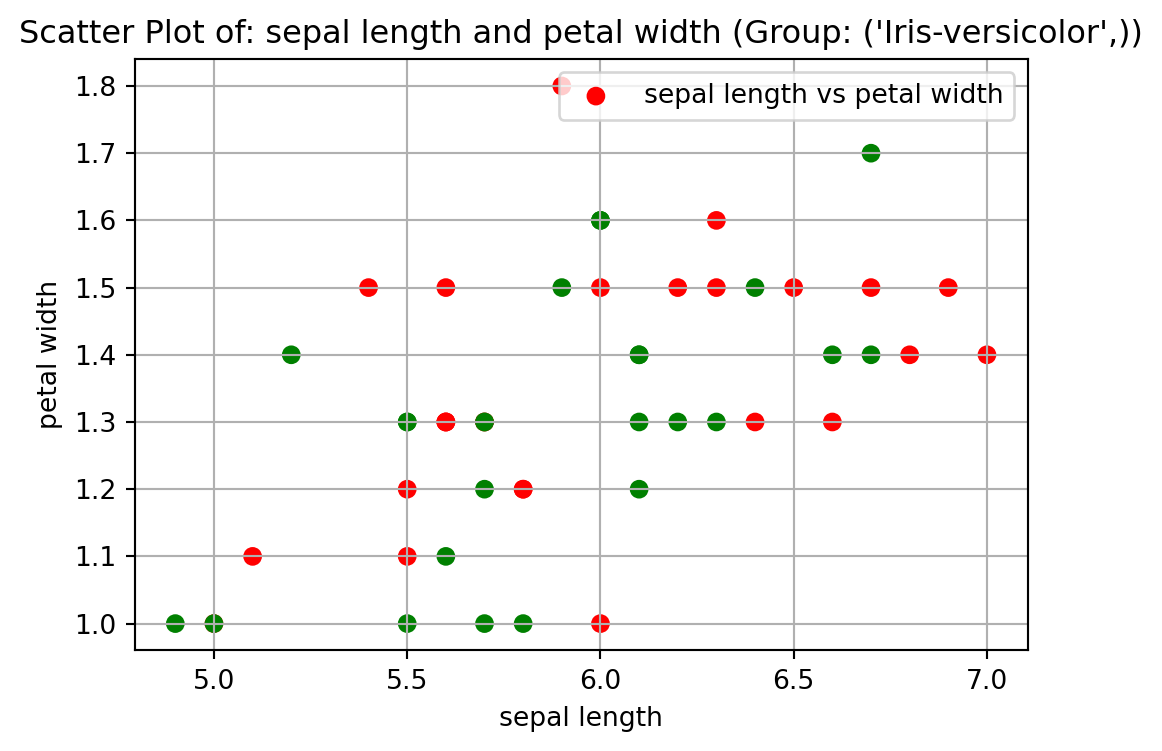 Scatter Plot of: sepal length and petal width (Group: ('Iris-versicolor',))
sepal length vs petal width
1.8
1.7
1.6
1.5
1.4
1.3
1.2
1.1
1.0
petal width
5.0 5.5 6.0 6.5 7.0
sepal length